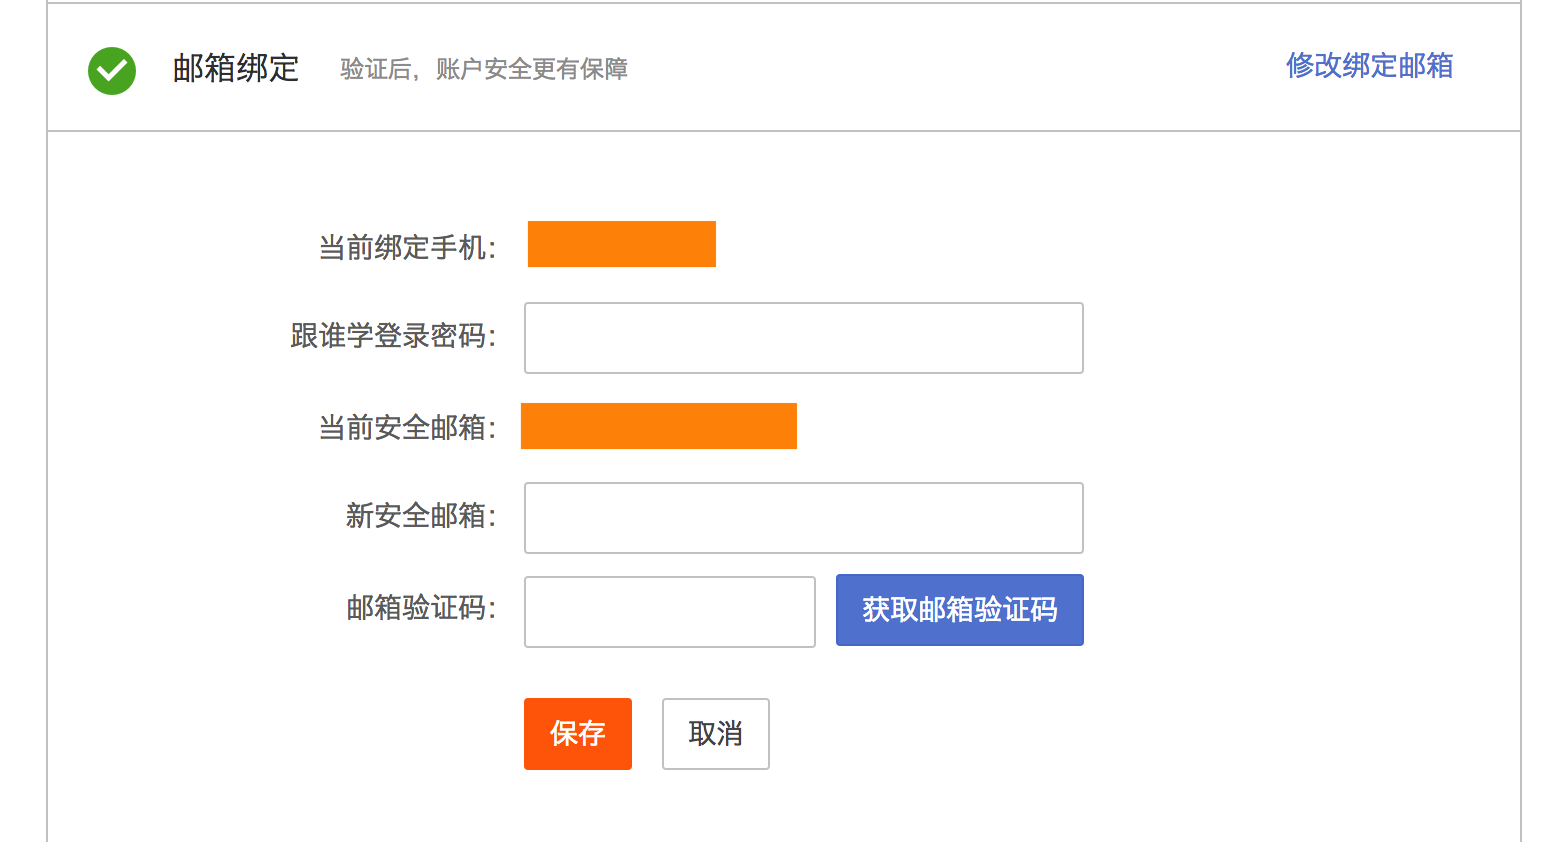 邮箱绑定 验证后，账户安全更有保障 修改绑定邮箱
当前绑定手机：
跟谁学登录密码：
当前安全邮箱：
新安全邮箱：
邮箱验证码： 获取邮箱验证码
保存 取消